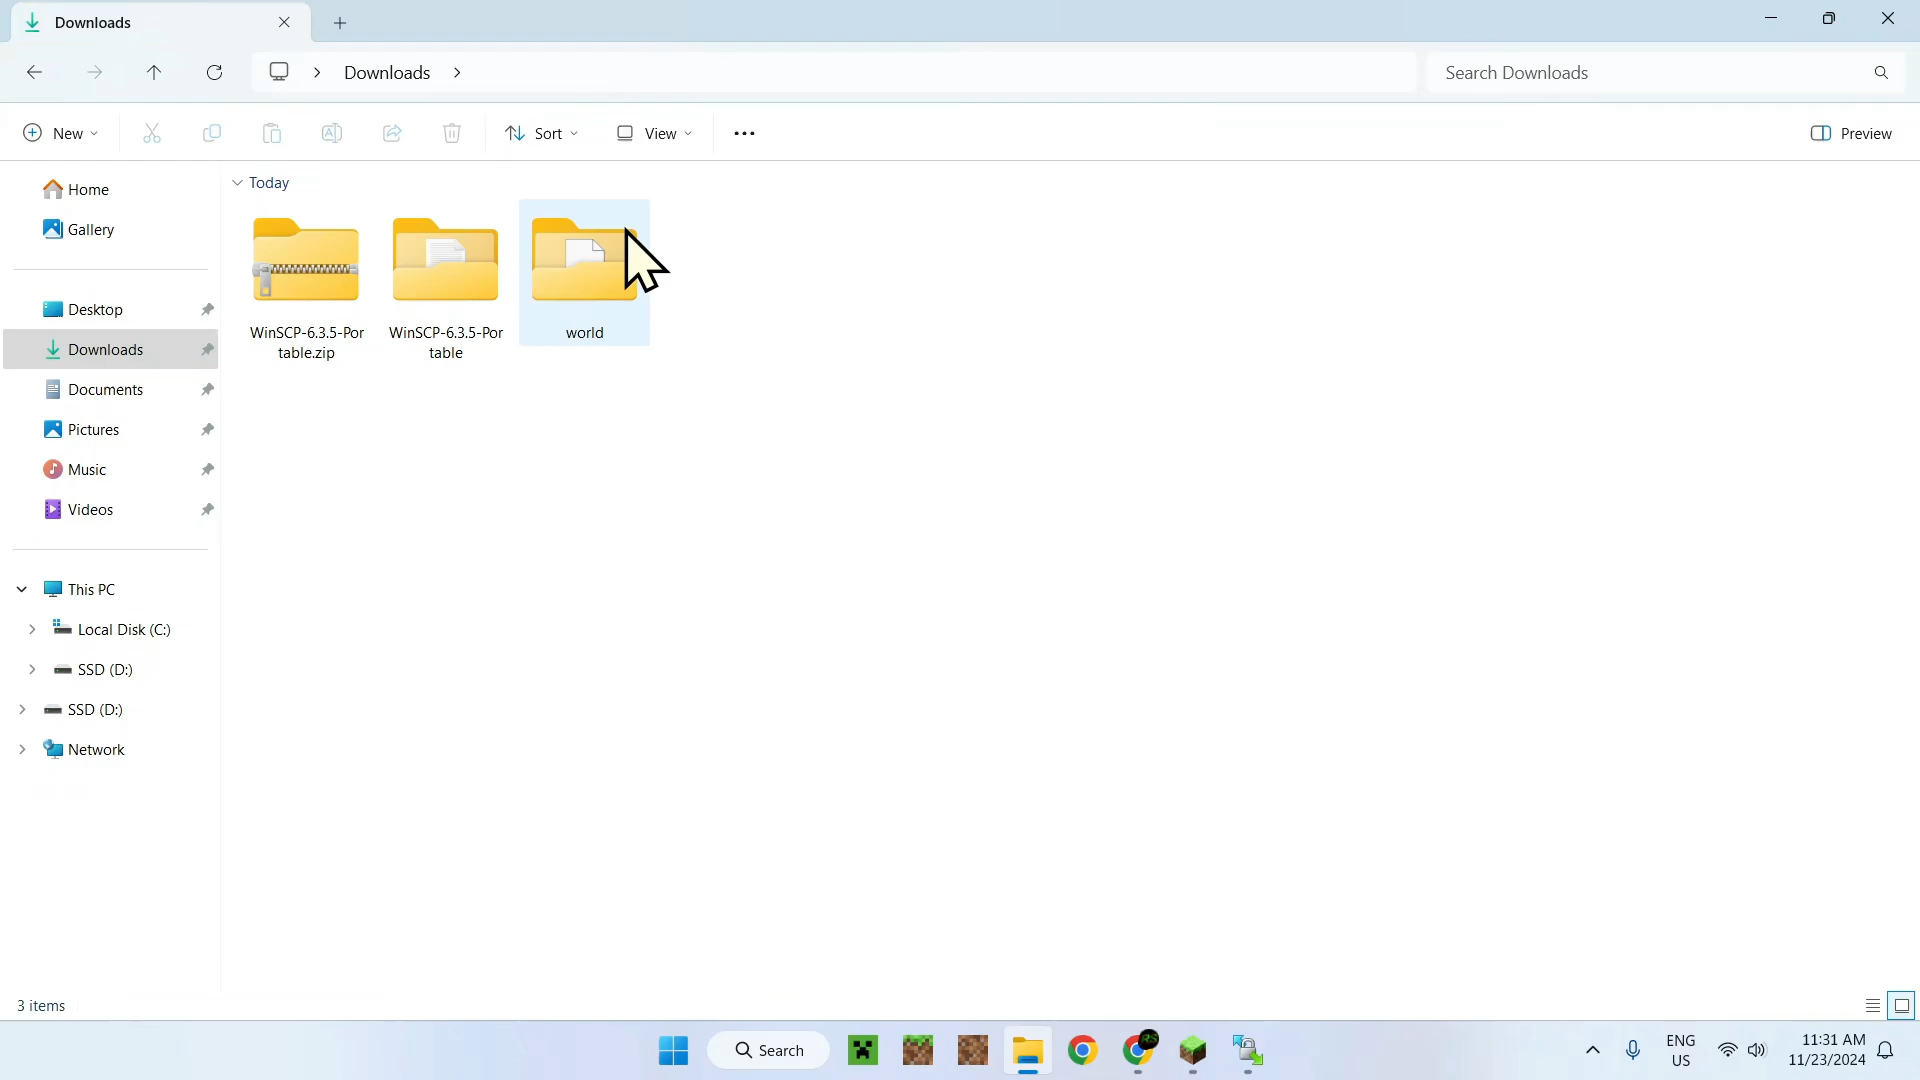 Downloads
Downloads
Search Downloads
New
Sort
View
Preview
Home
Gallery
Desktop
Downloads
Documents
Pictures
Music
Videos
This PC
Local Disk (C:)
SSD (D:)
SSD (D:)
Network
Today
WinSCP-6.3.5-Por
table.zip
WinSCP-6.3.5-Por
table
world
3 items
Search
RS
ENG
US
11:31 AM
11/23/2024